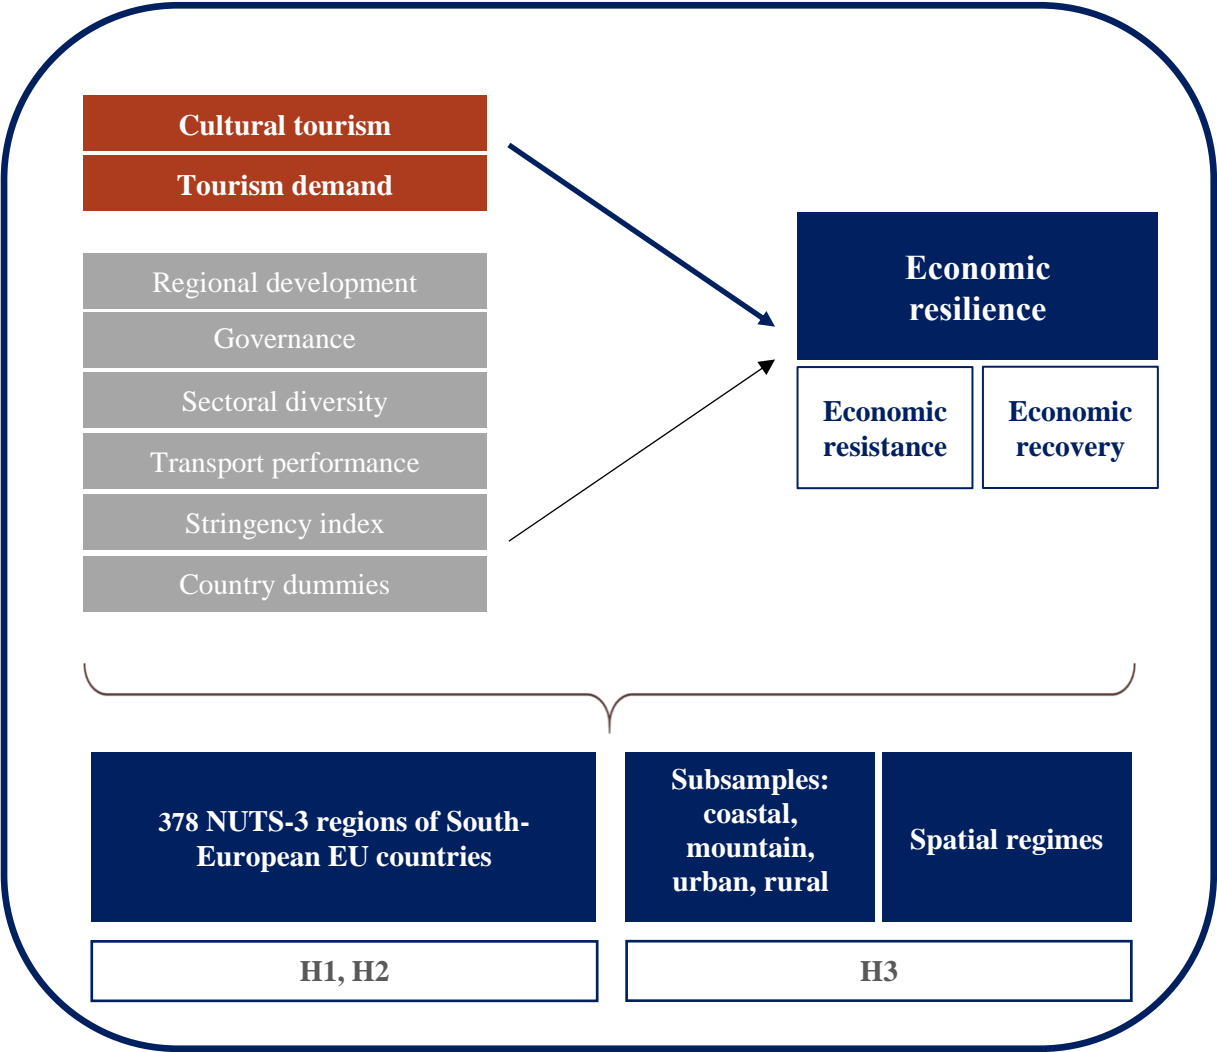 Cultural tourism
Tourism demand
Regional development
Governance
Sectoral diversity
Transport performance
Stringency index
Country dummies
Economic
resilience
Economic
resistance
Economic
recovery
378 NUTS-3 regions of South-
European EU countries
Subsamples:
coastal,
mountain,
urban, rural
Spatial regimes
H1, H2
H3